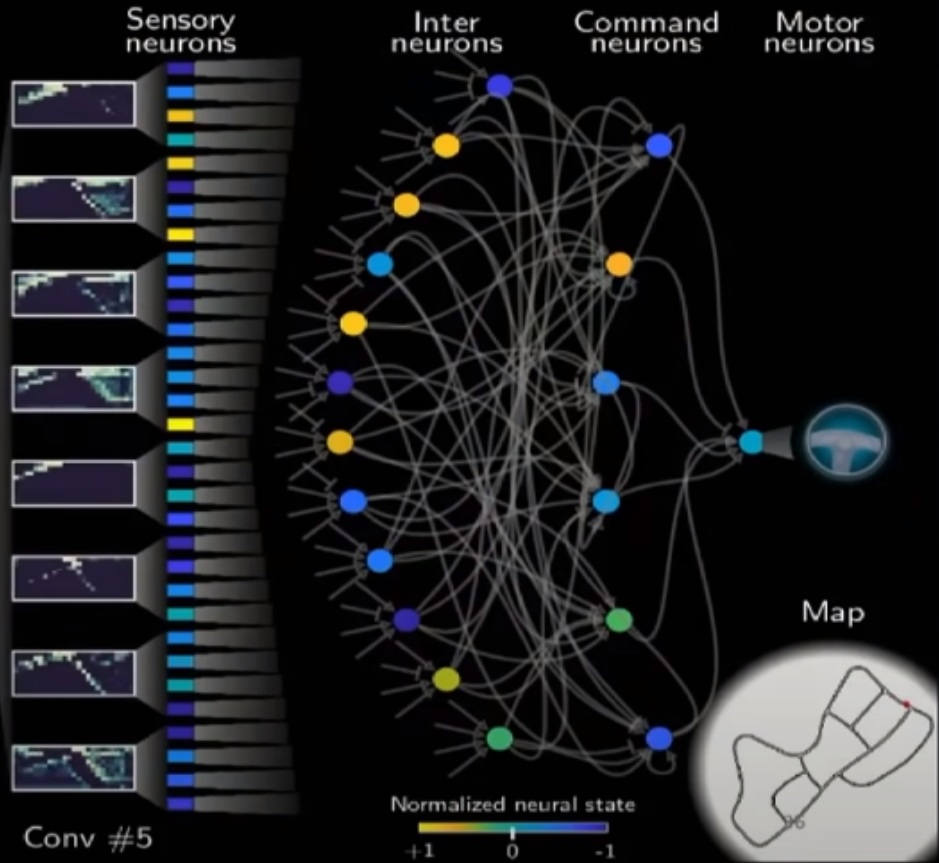 Sensory
neurons
Inter
neurons
Command
neurons
Motor
neurons
Map
Normalized neural state
+1 0 -1
Conv #5